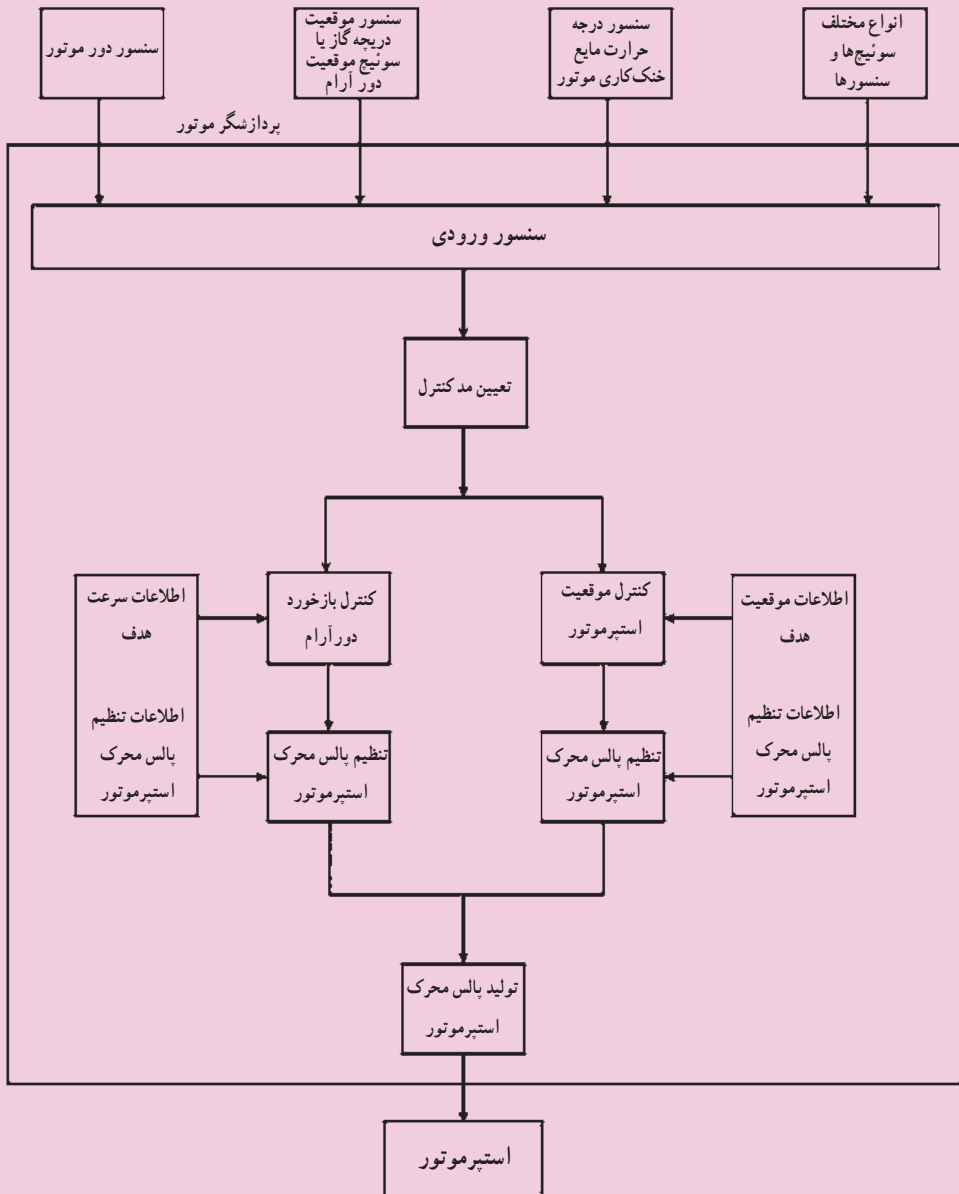 انواع مختلف
سوئیچ‌ها و
سنسورها
سنسور درجه
حرارت مایع
خنک‌کاری موتور
سنسور موقعیت
دریچه گاز یا
سوئیچ موقعیت
دور آرام
سنسور دور موتور
پردازشگر موتور
سنسور ورودی
تعیین مد کنترل
اطلاعات موقعیت
هدف
اطلاعات تنظیم
پالس محرک
استپرموتور
کنترل موقعیت
استپرموتور
تنظیم پالس محرک
استپرموتور
کنترل بازخورد
دورآرام
تنظیم پالس محرک
استپرموتور
اطلاعات سرعت
هدف
اطلاعات تنظیم
پالس محرک
استپرموتور
تولید پالس محرک
استپرموتور
استپرموتور